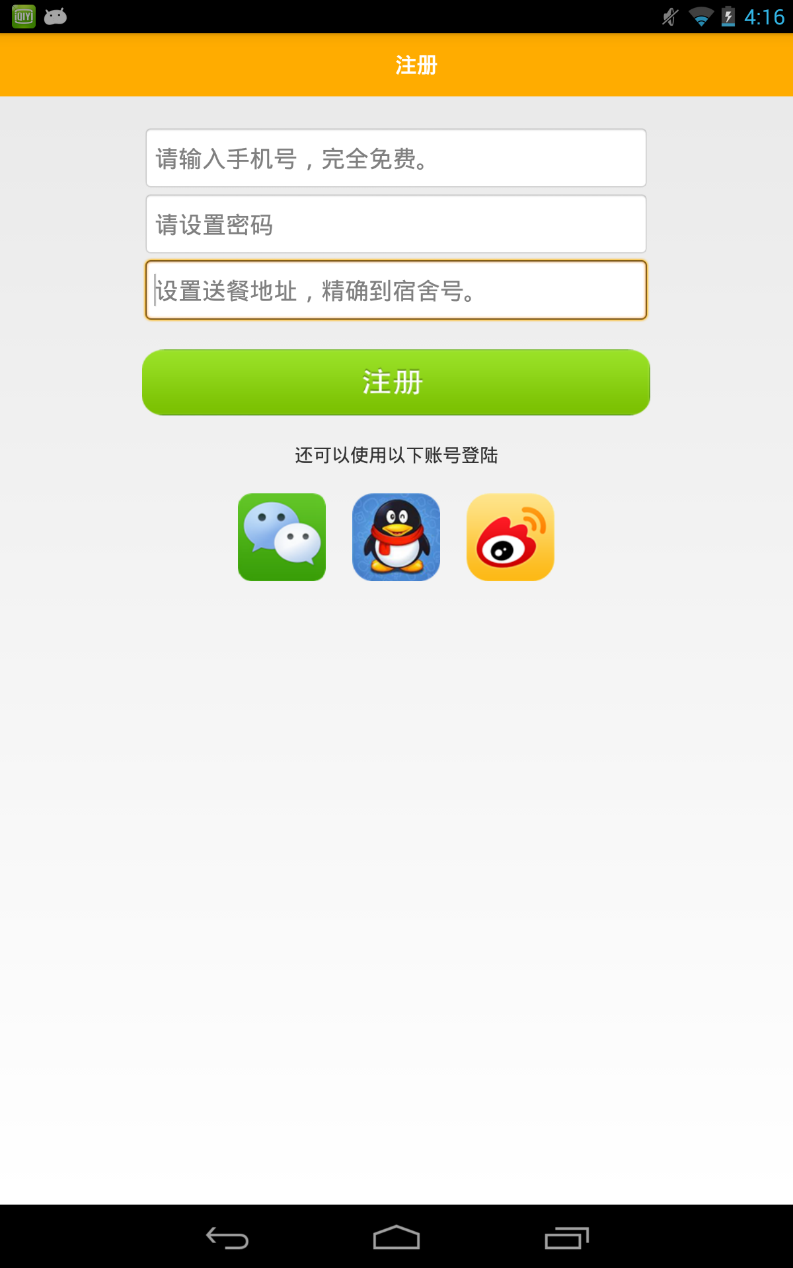 4:16
注册
请输入手机号，完全免费。
请设置密码
设置送餐地址，精确到宿舍号。
注册
还可以使用以下账号登陆